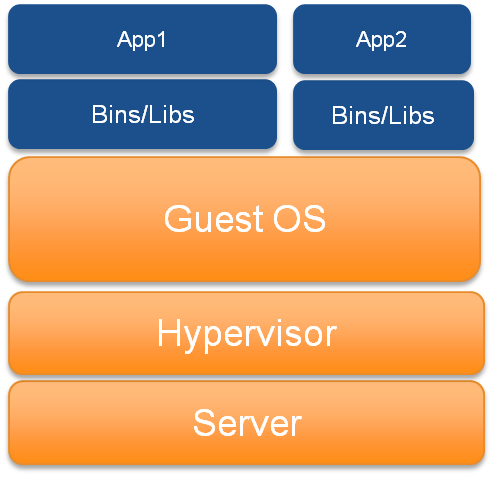 App1
App2
Bins/Libs
Bins/Libs
Guest OS
Hypervisor
Server